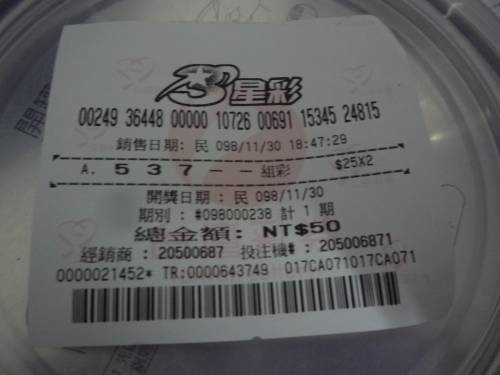 3星彩
00249 36448 00000 10726 00691 15345 24815
銷售日期: 民 098/11/30 18:47:29
A. 5 3 7 -- 組彩 $25X2
開獎日期 : 民 098/11/30
期別 : #098000238 計 1 期
總金額: NT$50
經銷商 : 20500687 投注機# : 205006871
0000021452* TR:0000643749 017CA071017CA071